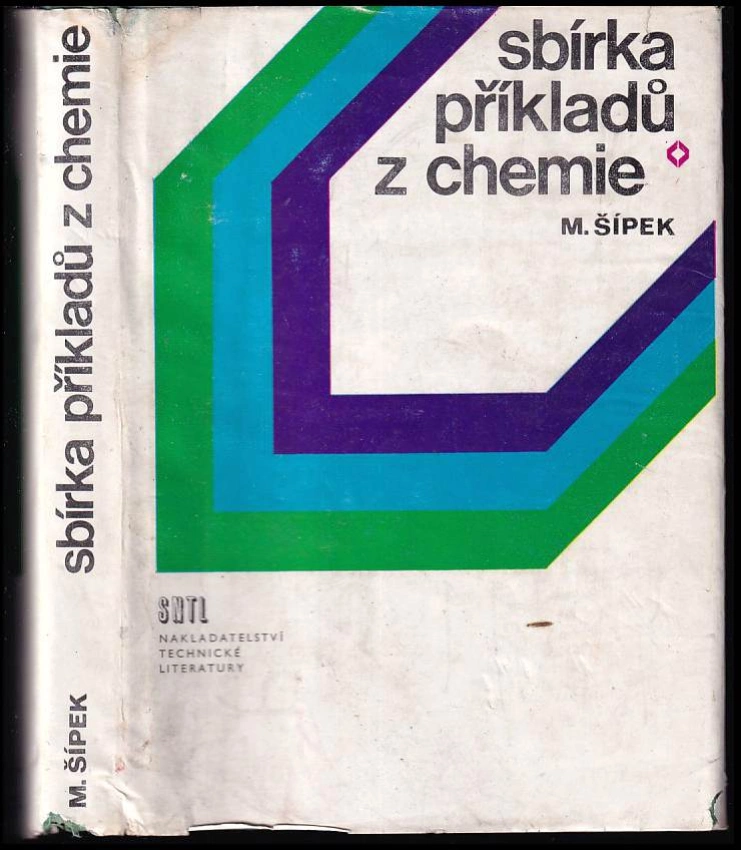 sbírka příkladů z chemie
M. ŠÍPEK
sbírka
příkladů
z chemie
M. ŠÍPEK
SNTL
NAKLADATELSTVÍ
TECHNICKÉ
LITERATURY